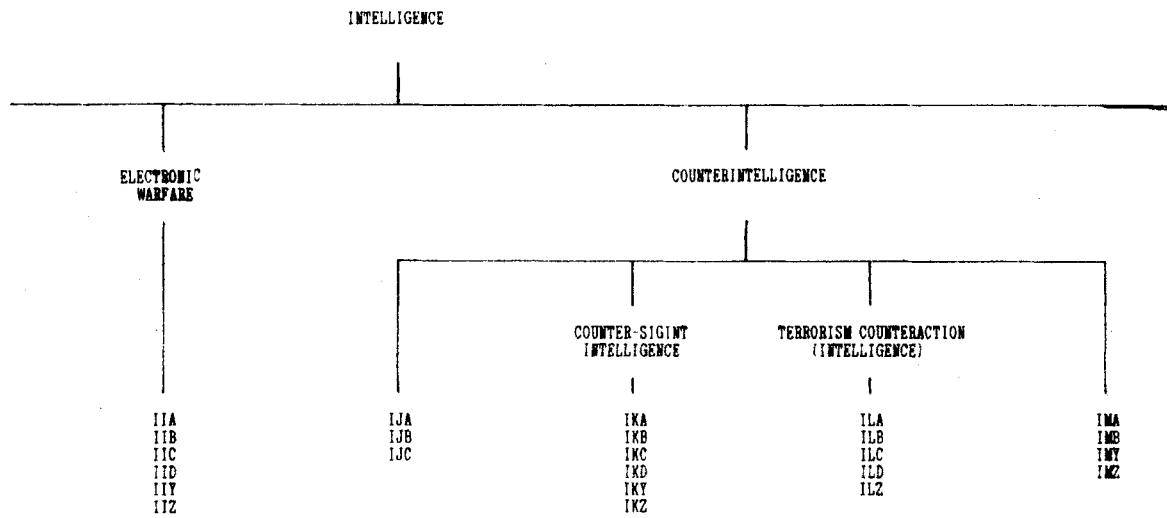 INTELLIGENCE
ELECTRONIC
WARFARE
COUNTERINTELLIGENCE
COUNTER-SIGINT
INTELLIGENCE
TERRORISM COUNTERACTION
(INTELLIGENCE)
IIA
IIB
IIC
IID
IIY
IIZ
IJA
IJB
IJC
IKA
IKB
IKC
IKD
IKY
IKZ
ILA
ILB
ILC
ILD
ILZ
IMA
IMB
IMY
IMZ